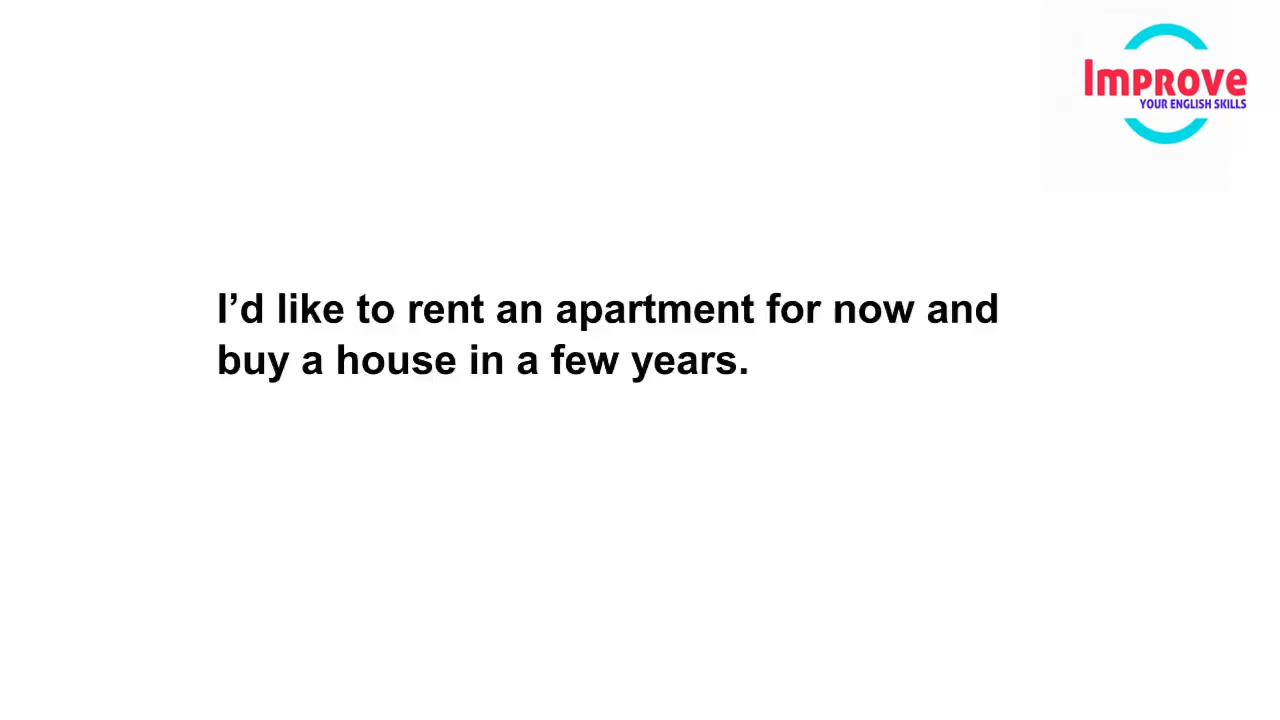 Improve
YOUR ENGLISH SKILLS
I’d like to rent an apartment for now and
buy a house in a few years.